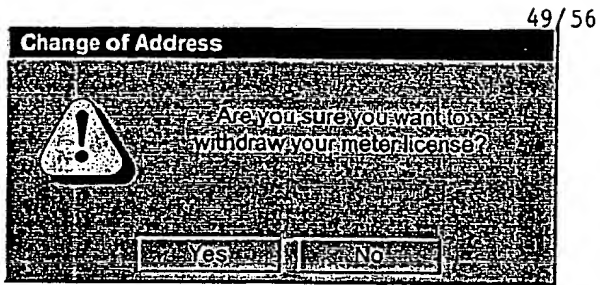 49/56
Change of Address
Are you sure you want to
withdraw your meter license?
Yes No